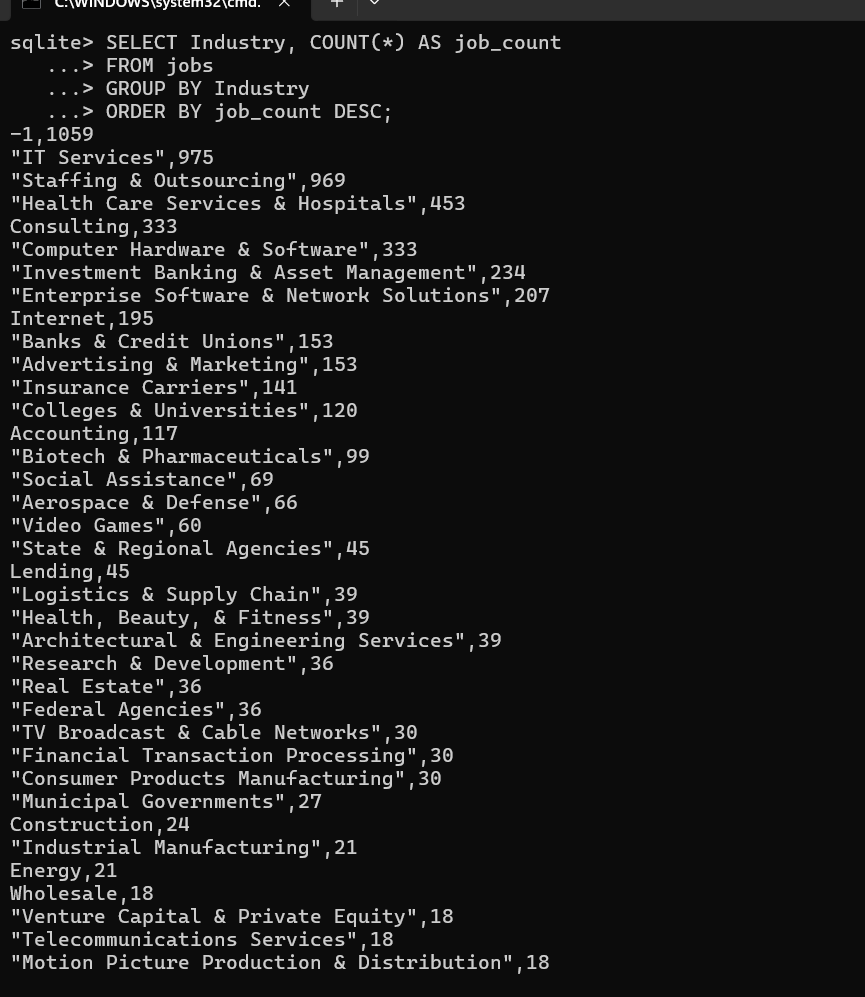 C:\WINDOWS\system32\cmd.
sqlite> SELECT Industry, COUNT(*) AS job_count
   ...> FROM jobs
   ...> GROUP BY Industry
   ...> ORDER BY job_count DESC;
-1,1059
"IT Services",975
"Staffing & Outsourcing",969
"Health Care Services & Hospitals",453
Consulting,333
"Computer Hardware & Software",333
"Investment Banking & Asset Management",234
"Enterprise Software & Network Solutions",207
Internet,195
"Banks & Credit Unions",153
"Advertising & Marketing",153
"Insurance Carriers",141
"Colleges & Universities",120
Accounting,117
"Biotech & Pharmaceuticals",99
"Social Assistance",69
"Aerospace & Defense",66
"Video Games",60
"State & Regional Agencies",45
Lending,45
"Logistics & Supply Chain",39
"Health, Beauty, & Fitness",39
"Architectural & Engineering Services",39
"Research & Development",36
"Real Estate",36
"Federal Agencies",36
"TV Broadcast & Cable Networks",30
"Financial Transaction Processing",30
"Consumer Products Manufacturing",30
"Municipal Governments",27
Construction,24
"Industrial Manufacturing",21
Energy,21
Wholesale,18
"Venture Capital & Private Equity",18
"Telecommunications Services",18
"Motion Picture Production & Distribution",18